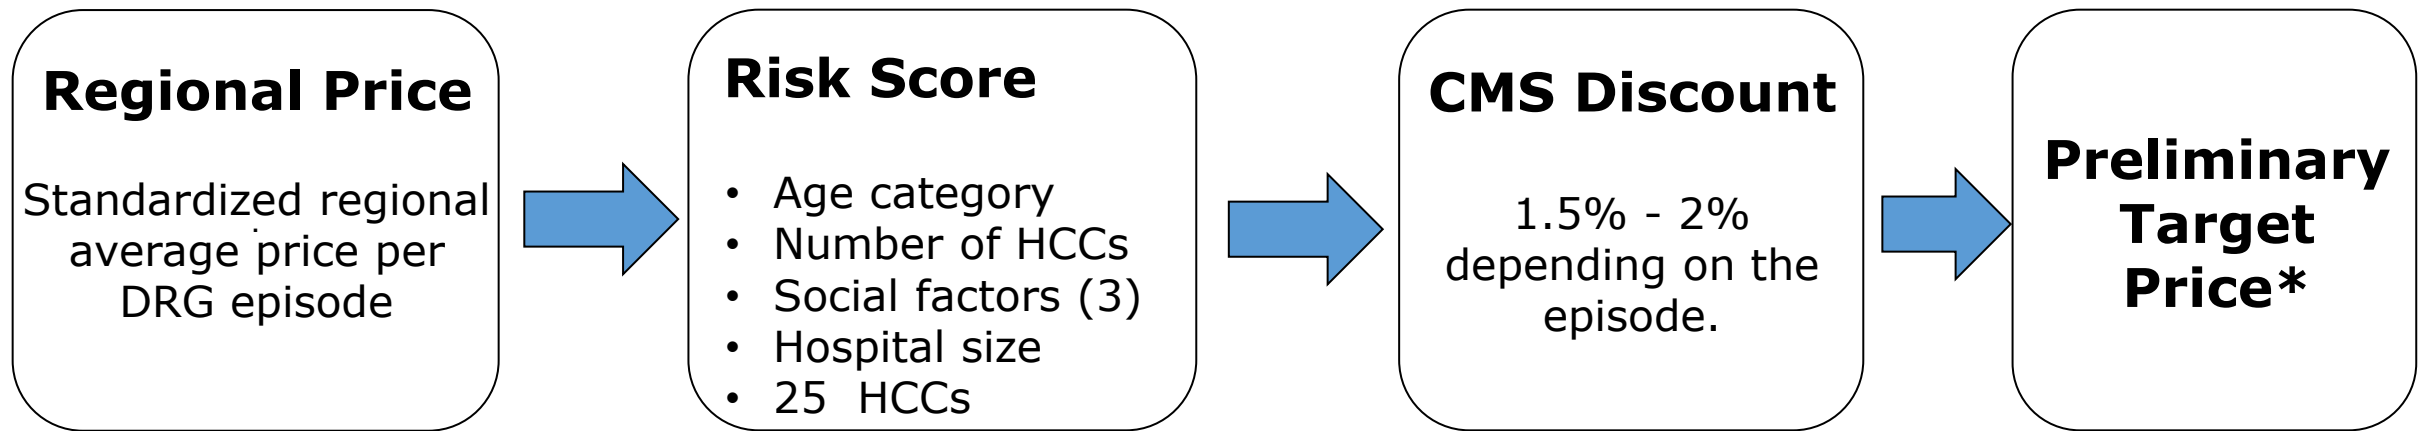 Regional Price
Standardized regional
average price per
DRG episode
Risk Score
• Age category
• Number of HCCs
• Social factors (3)
• Hospital size
• 25 HCCs
CMS Discount
1.5% - 2%
depending on the
episode.
Preliminary
Target
Price*